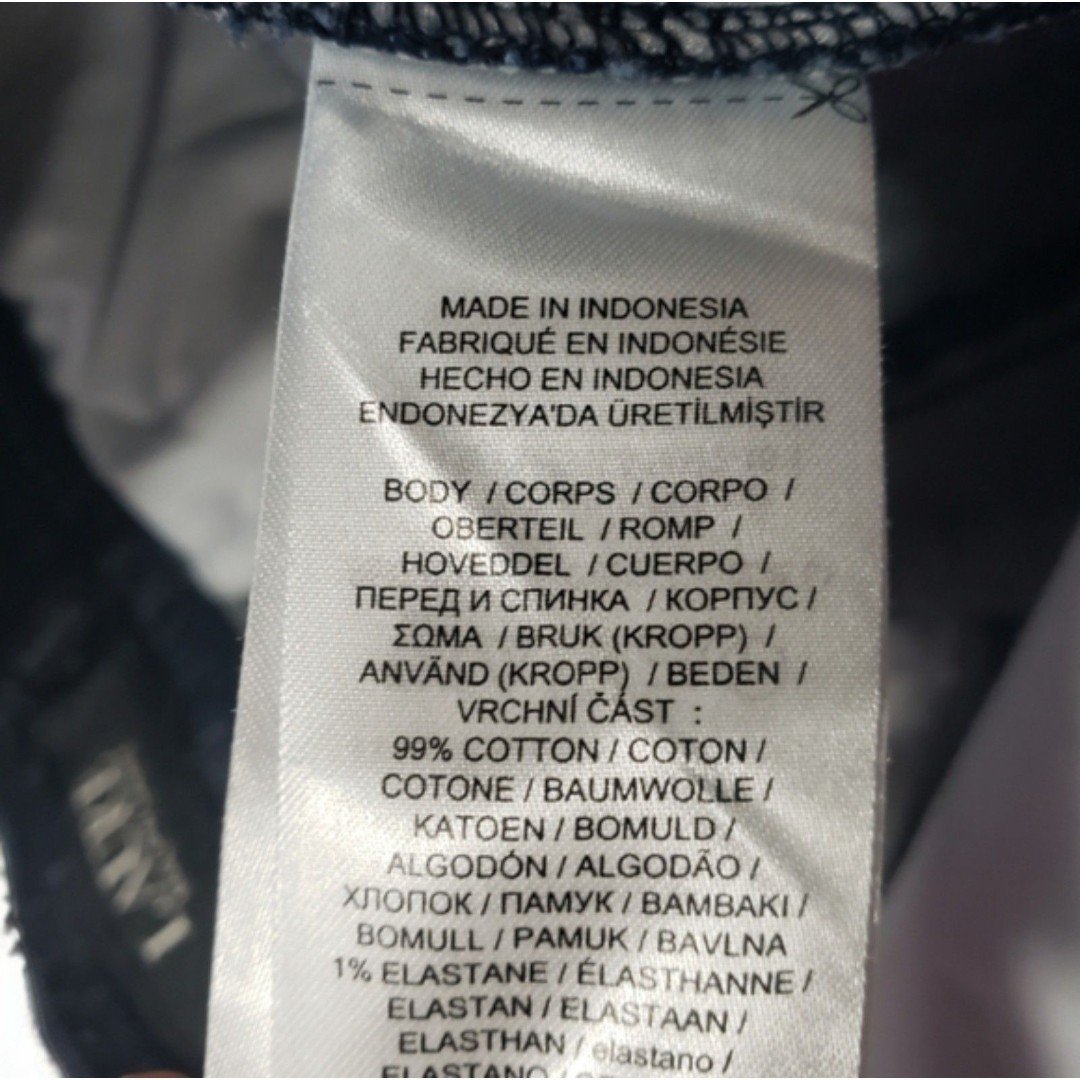 MADE IN INDONESIA
FABRIQUÉ EN INDONÉSIE
HECHO EN INDONESIA
ENDONEZYA'DA ÜRETİLMİŞTİR
BODY / CORPS / CORPO /
OBERTEIL / ROMP /
HOVEDDEL / CUERPO /
ПЕРЕД И СПИНКА / КОРПУС /
ΣΩΜΑ / BRUK (KROPP) /
ANVÄND (KROPP) / BEDEN /
VRCHNÍ ČÁST :
99% COTTON / COTON /
COTONE / BAUMWOLLE /
KATOEN / BOMULD /
ALGODÓN / ALGODÃO /
ХЛОПОК / ПАМУК / BAMBAKI /
BOMULL / PAMUK / BAVLNA
1% ELASTANE / ÉLASTHANNE /
ELASTAN / ELASTAAN /
ELASTHAN / elastano /
ELASTANO